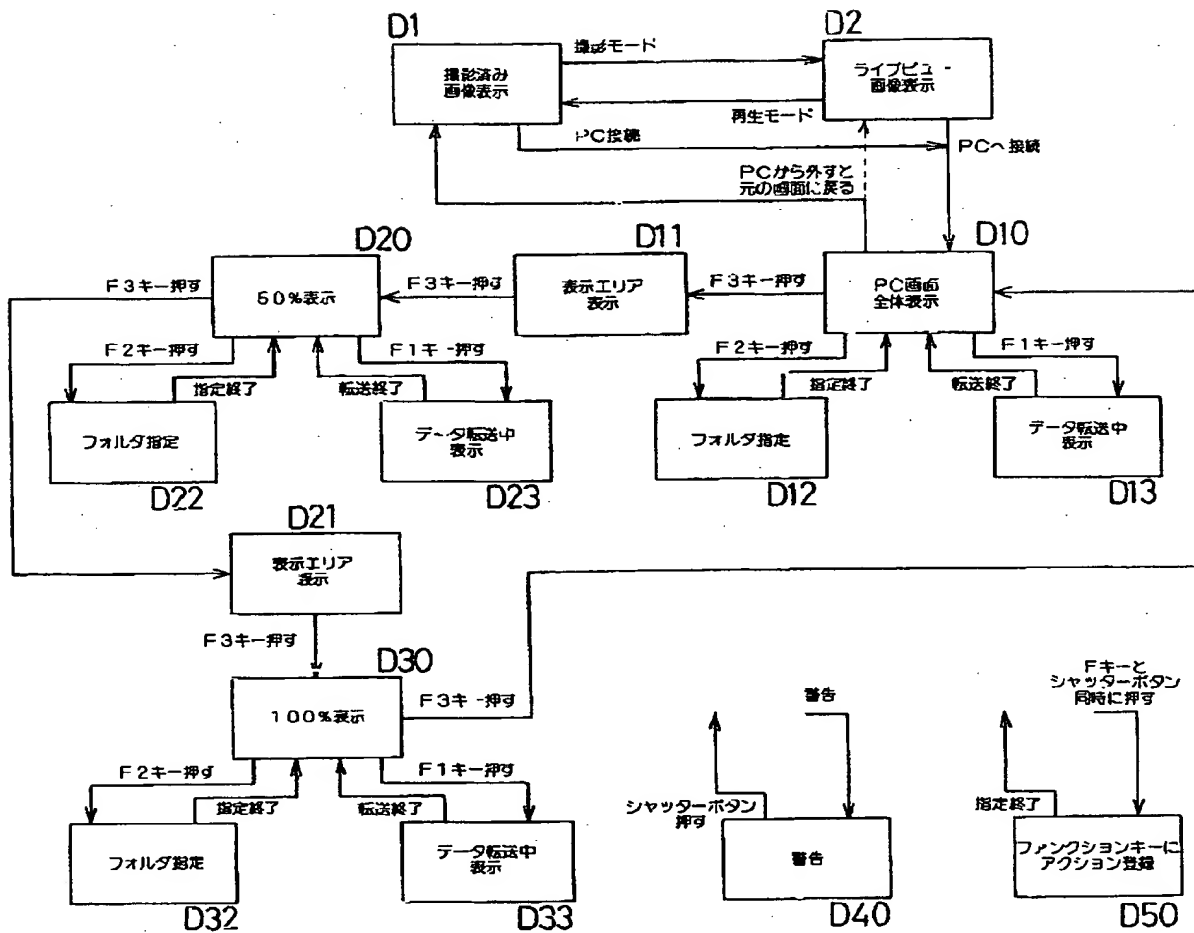 D1
D2
撮影済み
画像表示
撮影モード
ライブビュー
画像表示
再生モード
PC接続
PCへ接続
PCから外すと
元の画面に戻る
D20
D11
D10
F3キー押す
50%表示
F3キー押す
表示エリア
表示
F3キー押す
PC画面
全体表示
F2キー押す
F1キー押す
指定終了
転送終了
F2キー押す
F1キー押す
指定終了
転送終了
フォルダ指定
データ転送中
表示
フォルダ指定
データ転送中
表示
D22
D23
D12
D13
D21
表示エリア
表示
F3キー押す
D30
100%表示
F3キー押す
F2キー押す
F1キー押す
指定終了
転送終了
フォルダ指定
データ転送中
表示
D32
D33
警告
シャッターボタン
押す
警告
D40
Fキーと
シャッターボタン
同時に押す
指定終了
ファンクションキーに
アクション登録
D50